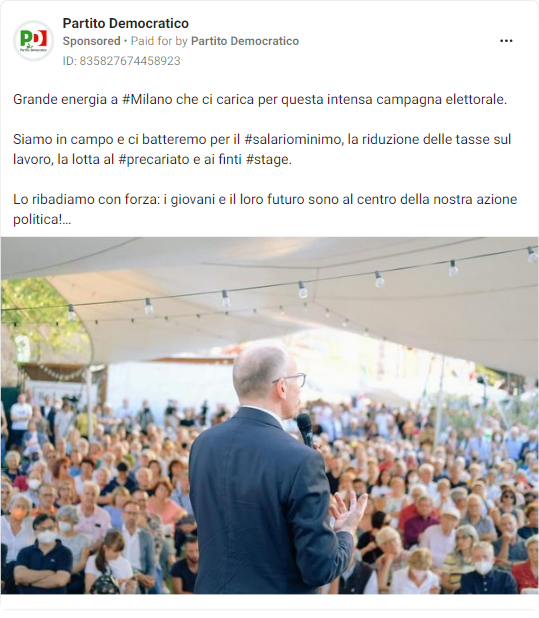 Partito Democratico
Sponsored • Paid for by Partito Democratico
ID: 835827674458923
Grande energia a #Milano che ci carica per questa intensa campagna elettorale.
Siamo in campo e ci batteremo per il #salariominimo, la riduzione delle tasse sul
lavoro, la lotta al #precariato e ai finti #stage.
Lo ribadiamo con forza: i giovani e il loro futuro sono al centro della nostra azione
politica!...
PD
Partito Democratico